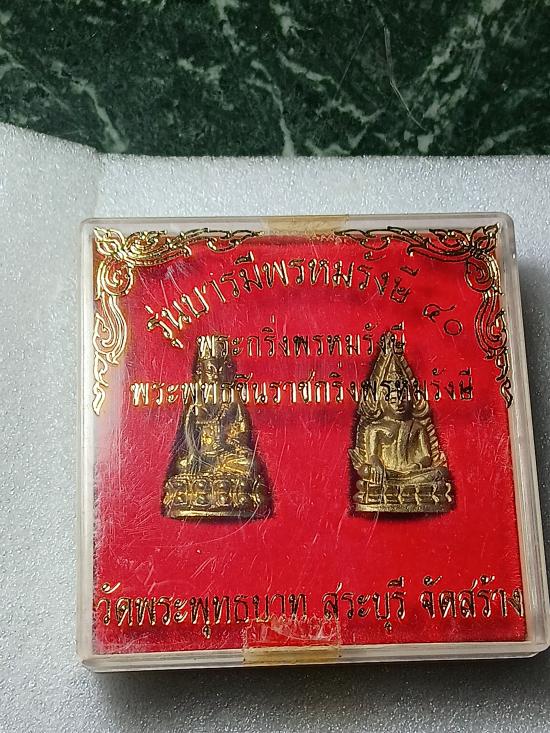 รุ่นบารมีพรหมรังษี ๔๐
พระกริ่งพรหมรังษี
พระพุทธชินราชกริ่งพรหมรังษี
วัดพระพุทธบาท สระบุรี จัดสร้าง